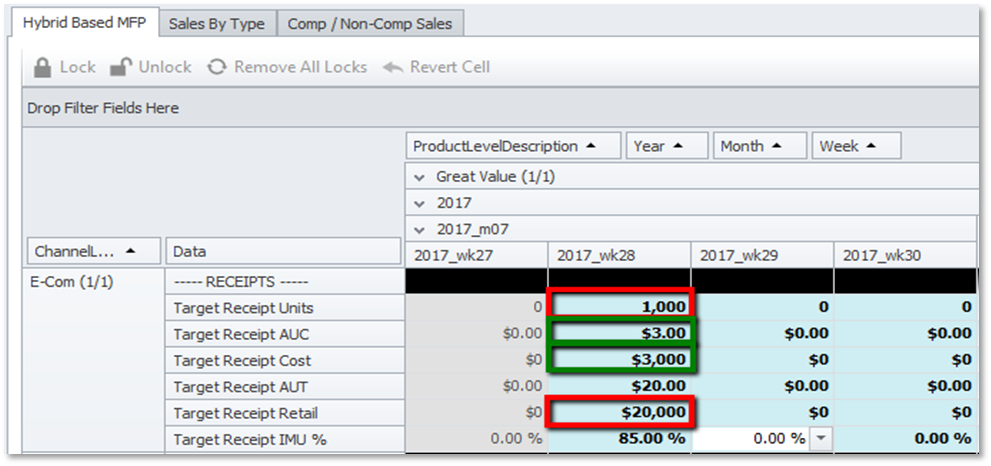 Hybrid Based MFP Sales By Type Comp / Non-Comp Sales
Lock Unlock Remove All Locks Revert Cell
Drop Filter Fields Here
ProductLevelDescription Year Month Week
Great Value (1/1)
2017
2017_m07
ChannelL... Data 2017_wk27 2017_wk28 2017_wk29 2017_wk30
E-Com (1/1) ----- RECEIPTS -----
Target Receipt Units 0 1,000 0 0
Target Receipt AUC $0.00 $3.00 $0.00 $0.00
Target Receipt Cost $0 $3,000 $0 $0
Target Receipt AUT $0.00 $20.00 $0.00 $0.00
Target Receipt Retail $0 $20,000 $0 $0
Target Receipt IMU % 0.00 % 85.00 % 0.00 % 0.00 %